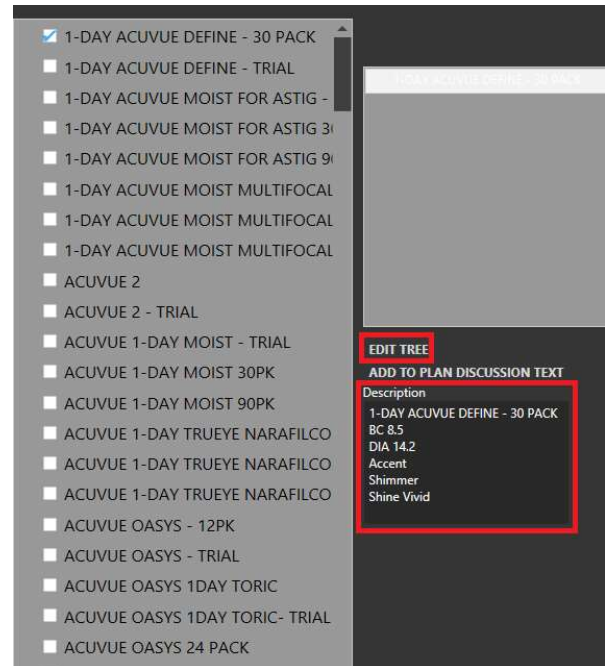 1-DAY ACUVUE DEFINE - 30 PACK
1-DAY ACUVUE DEFINE - TRIAL
1-DAY ACUVUE MOIST FOR ASTIG -
1-DAY ACUVUE MOIST FOR ASTIG 3
1-DAY ACUVUE MOIST FOR ASTIG 9
1-DAY ACUVUE MOIST MULTIFOCAL
1-DAY ACUVUE MOIST MULTIFOCAL
1-DAY ACUVUE MOIST MULTIFOCAL
ACUVUE 2
ACUVUE 2 - TRIAL
ACUVUE 1-DAY MOIST - TRIAL
ACUVUE 1-DAY MOIST 30PK
ACUVUE 1-DAY MOIST 90PK
ACUVUE 1-DAY TRUEYE NARAFILCO
ACUVUE 1-DAY TRUEYE NARAFILCO
ACUVUE 1-DAY TRUEYE NARAFILCO
ACUVUE OASYS - 12PK
ACUVUE OASYS - TRIAL
ACUVUE OASYS 1DAY TORIC
ACUVUE OASYS 1DAY TORIC- TRIAL
ACUVUE OASYS 24 PACK
1-DAY ACUVUE DEFINE - 30 PACK
EDIT TREE
ADD TO PLAN DISCUSSION TEXT
Description
1-DAY ACUVUE DEFINE - 30 PACK
BC 8.5
DIA 14.2
Accent
Shimmer
Shine Vivid